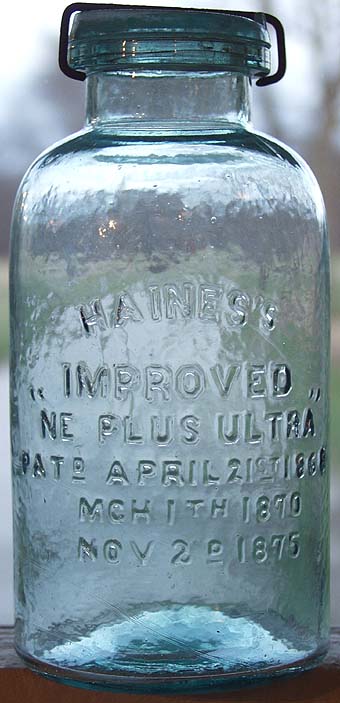 HAINES'S
„ IMPROVED „
NE PLUS ULTRA
PATD APRIL 21ST 1868
MCH 1TH 1870
NOV 2D 1875